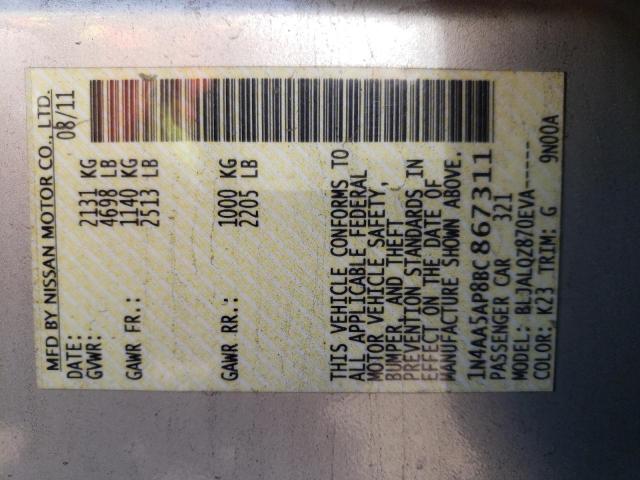 MFD BY NISSAN MOTOR CO., LTD.
DATE: 08/11
GVWR: 2131 KG
4698 LB
GAWR FR.: 1140 KG
2513 LB
GAWR RR.: 1000 KG
2205 LB
THIS VEHICLE CONFORMS TO
ALL APPLICABLE FEDERAL
MOTOR VEHICLE SAFETY,
BUMPER, AND THEFT
PREVENTION STANDARDS IN
EFFECT ON THE DATE OF
MANUFACTURE SHOWN ABOVE.
1N4AA5AP8BC867311
PASSENGER CAR 321
MODEL: BLJALQZ870EVA-----
COLOR: K23 TRIM: G 9N00A